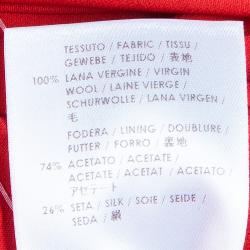 TESSUTO / FABRIC / TISSU /
GEWEBE / TEJIDO / 表地
100% LANA VERGINE / VIRGIN
WOOL / LAINE VIERGE /
SCHURWOLLE / LANA VIRGEN /
毛
FODERA / LINING / DOUBLURE /
FUTTER / FORRO / 裏地
74% ACETATO / ACETATE /
ACETATE / ACETAT / ACETATO /
アセテート
26% SETA / SILK / SOIE / SEIDE /
SEDA / 絹